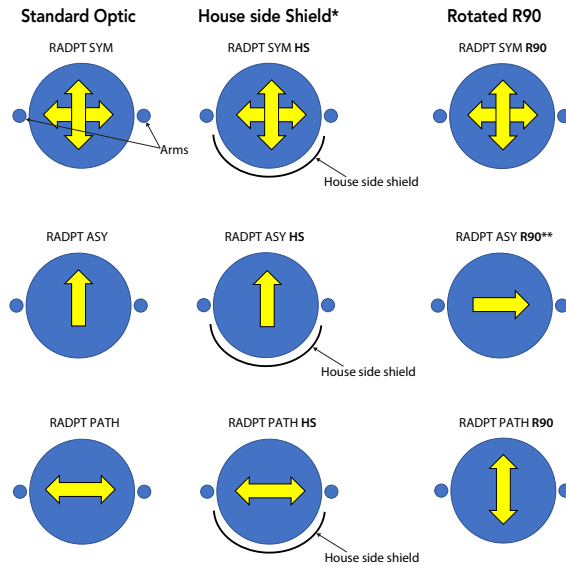 Standard Optic
House side Shield*
Rotated R90
RADPT SYM
RADPT SYM HS
RADPT SYM R90
Arms
House side shield
RADPT ASY
RADPT ASY HS
RADPT ASY R90**
House side shield
RADPT PATH
RADPT PATH HS
RADPT PATH R90
House side shield